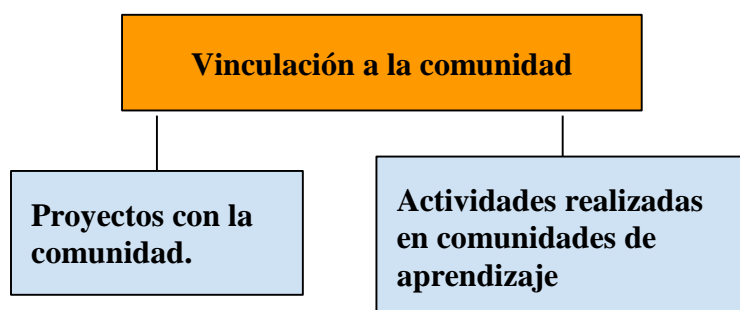 Vinculación a la comunidad
Proyectos con la
comunidad.
Actividades realizadas
en comunidades de
aprendizaje